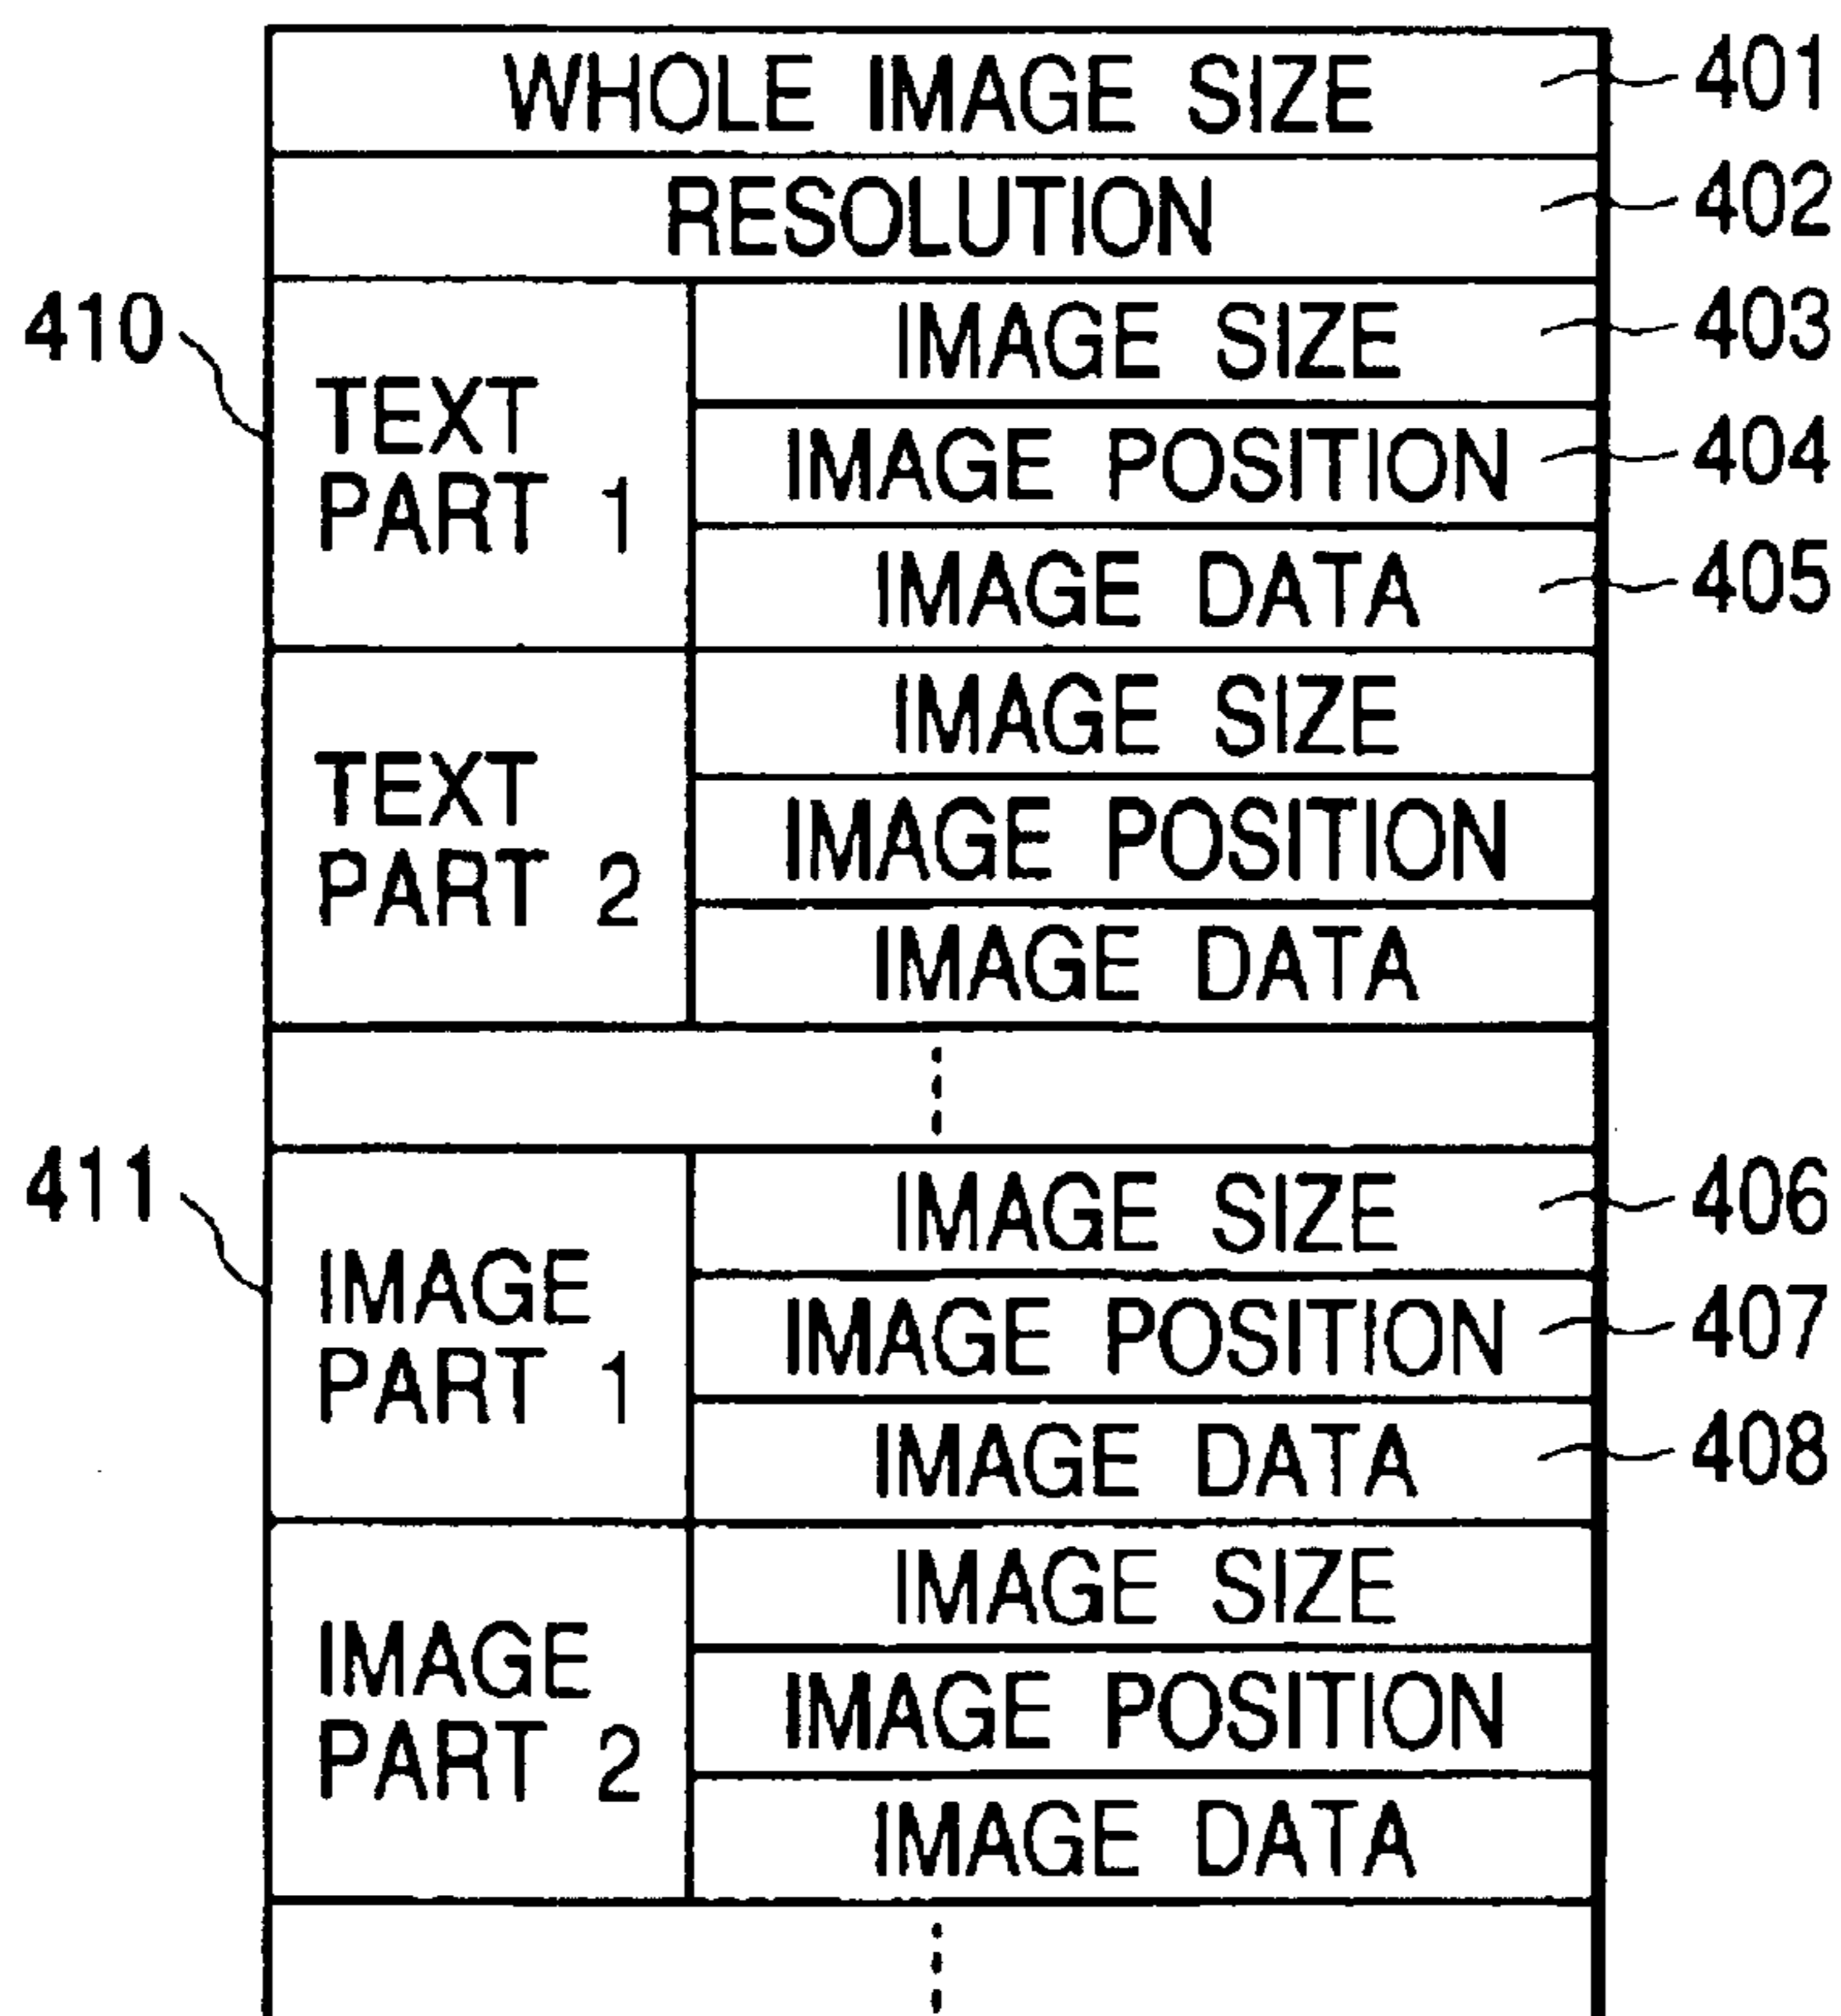 WHOLE IMAGE SIZE 401
RESOLUTION 402
410 TEXT PART 1
IMAGE SIZE 403
IMAGE POSITION 404
IMAGE DATA 405
TEXT PART 2
IMAGE SIZE
IMAGE POSITION
IMAGE DATA
411 IMAGE PART 1
IMAGE SIZE 406
IMAGE POSITION 407
IMAGE DATA 408
IMAGE PART 2
IMAGE SIZE
IMAGE POSITION
IMAGE DATA